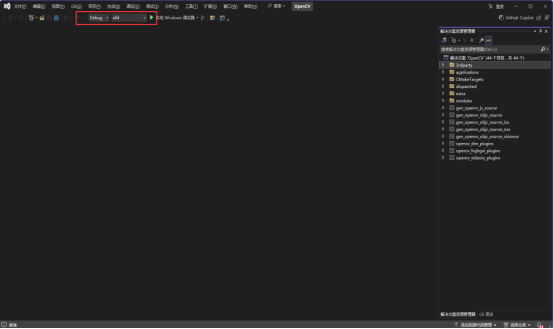 文件(F) 编辑(E) 视图(V) Git(G) 项目(P) 生成(B) 调试(D) 测试(S) 分析(N) 工具(T) 扩展(X) 窗口(W) 帮助(H) 搜索 OpenCV 登录
Debug x64 本地 Windows 调试器 GitHub Copilot
解决方案资源管理器
搜索解决方案资源管理器(Ctrl+;)
解决方案 'OpenCV' (44 个项目，共 44 个)
3rdparty
applications
CMakeTargets
dispatched
extra
modules
gen_opencv_js_source
gen_opencv_objc_source
gen_opencv_objc_source_ios
gen_opencv_objc_source_osx
gen_opencv_objc_source_visionos
opencv_dnn_plugins
opencv_highgui_plugins
opencv_videoio_plugins
解决方案资源管理器 Git 更改
就绪 添加到源代码管理 选择仓库